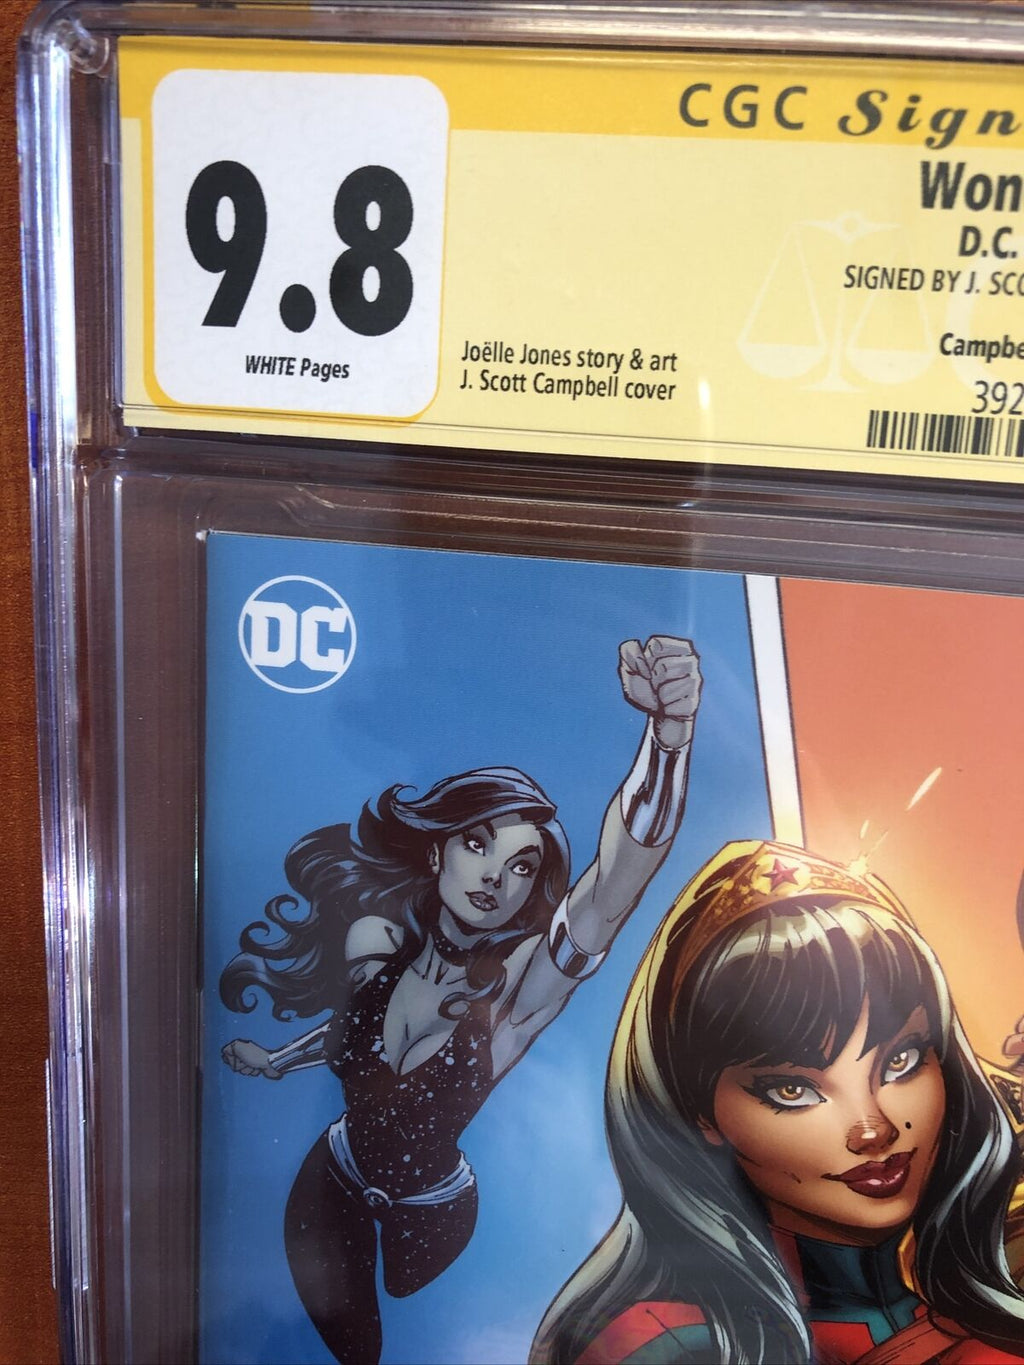 CGC Sign
9.8
WHITE Pages
Won
D.C.
SIGNED BY J. SCO
Joëlle Jones story & art
J. Scott Campbell cover
Campbe
392
DC